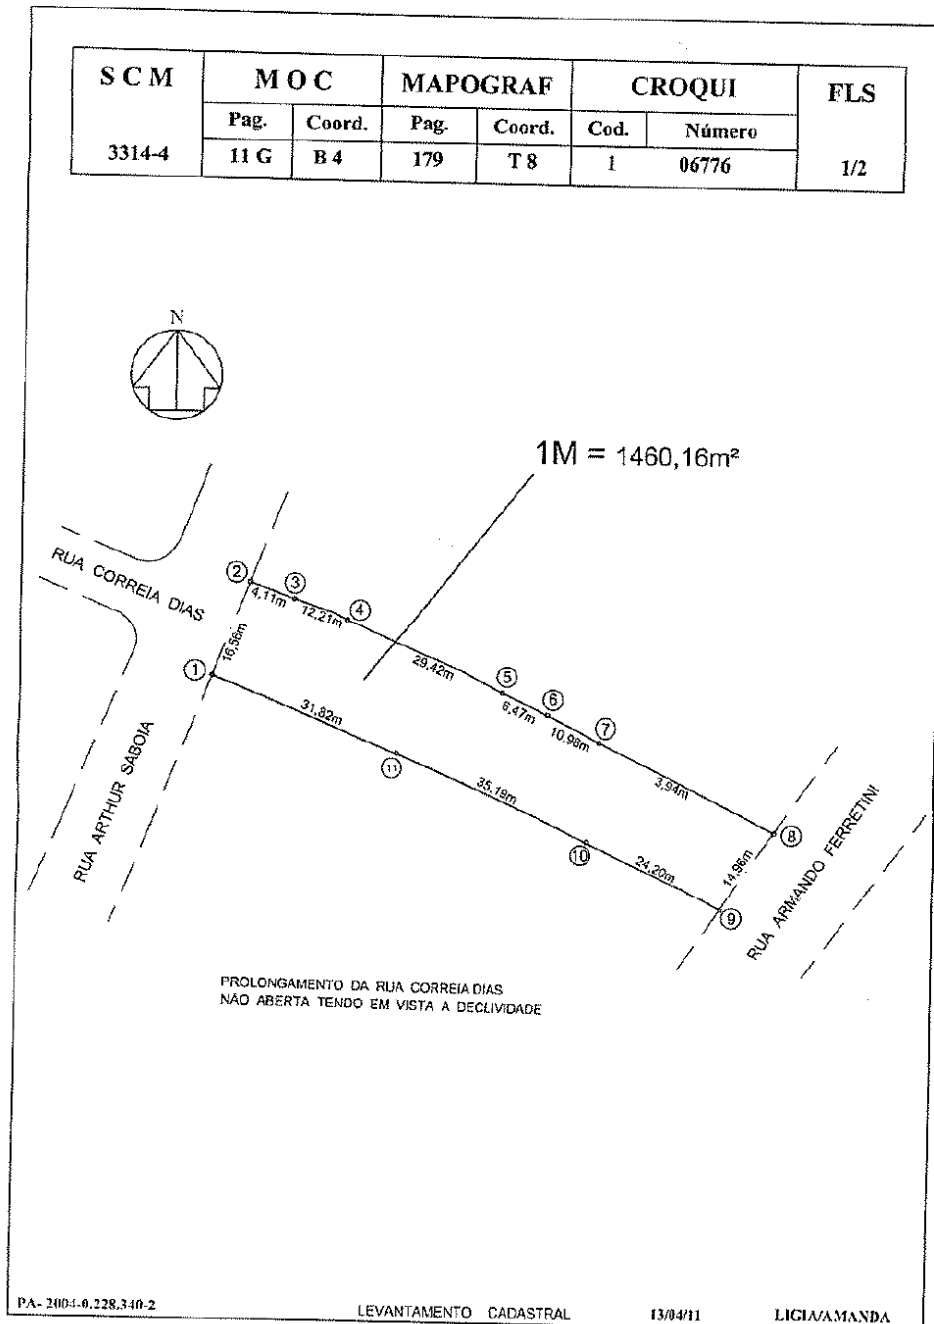 SCM MOC MAPOGRAF CROQUI FLS
Pag. Coord. Pag. Coord. Cod. Número
3314-4 11 G B 4 179 T 8 1 06776 1/2
N
1M = 1460,16m²
RUA CORREIA DIAS
2
3
4
4,11m
12,21m
16,56m
29,42m
1
5
6
7
6,47m
10,98m
31,82m
11
3,94m
35,19m
RUA ARTHUR SABOIA
8
10
24,20m
14,96m
9
RUA ARMANDO FERRETINI
PROLONGAMENTO DA RUA CORREIA DIAS
NÃO ABERTA TENDO EM VISTA A DECLIVIDADE
PA- 2004-0.228.340-2 LEVANTAMENTO CADASTRAL 13/04/11 LIGIA/AMANDA